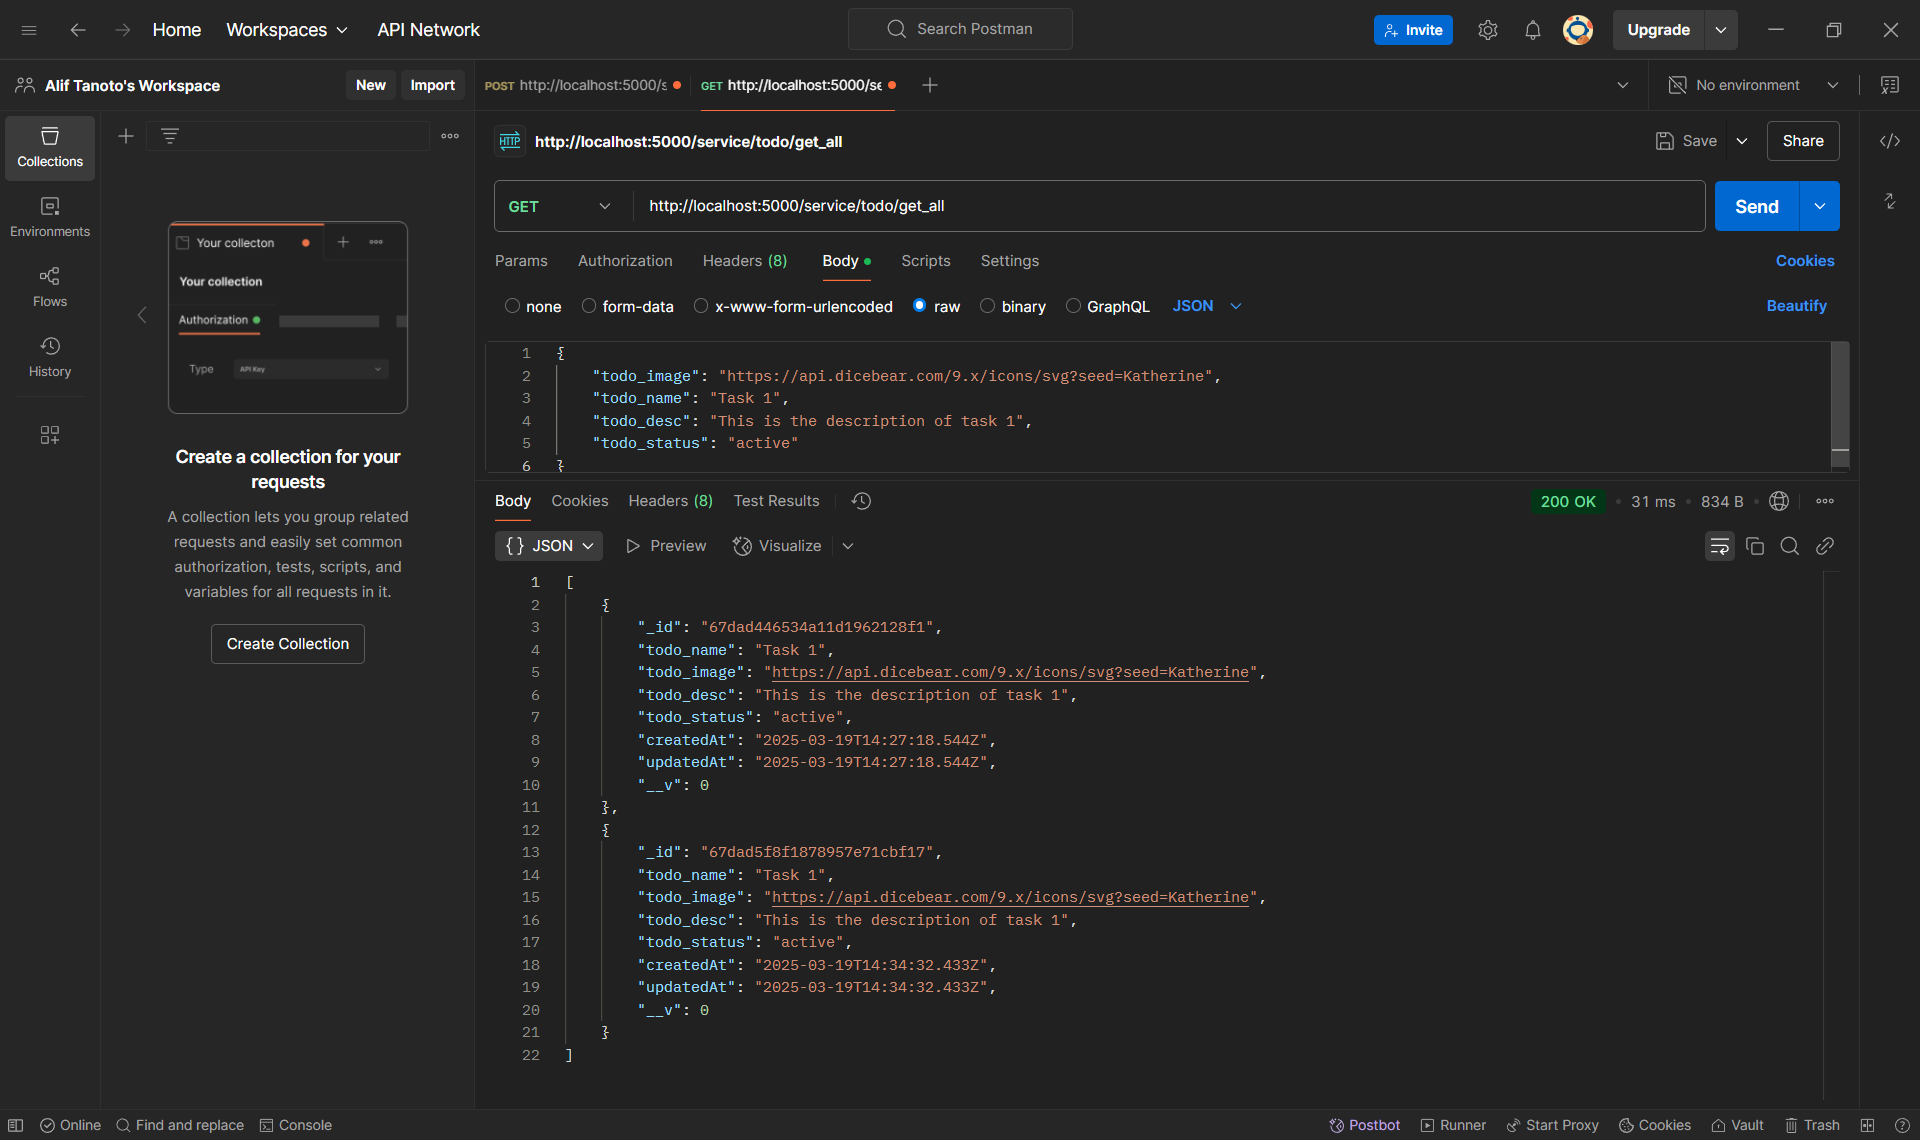 Home Workspaces API Network Search Postman Invite Upgrade
Alif Tanoto's Workspace New Import POST http://localhost:5000/s GET http://localhost:5000/se No environment
Collections
Environments
Flows
History
Your collecton
Your collection
Authorization
Type API Key
Create a collection for your
requests
A collection lets you group related
requests and easily set common
authorization, tests, scripts, and
variables for all requests in it.
Create Collection
HTTP http://localhost:5000/service/todo/get_all Save Share
GET http://localhost:5000/service/todo/get_all Send
Params Authorization Headers (8) Body Scripts Settings Cookies
none form-data x-www-form-urlencoded raw binary GraphQL JSON Beautify
1 {
2 "todo_image": "https://api.dicebear.com/9.x/icons/svg?seed=Katherine",
3 "todo_name": "Task 1",
4 "todo_desc": "This is the description of task 1",
5 "todo_status": "active"
6 }
Body Cookies Headers (8) Test Results 200 OK • 31 ms • 834 B •
{} JSON Preview Visualize
1 [
2 {
3 "_id": "67dad446534a11d1962128f1",
4 "todo_name": "Task 1",
5 "todo_image": "https://api.dicebear.com/9.x/icons/svg?seed=Katherine",
6 "todo_desc": "This is the description of task 1",
7 "todo_status": "active",
8 "createdAt": "2025-03-19T14:27:18.544Z",
9 "updatedAt": "2025-03-19T14:27:18.544Z",
10 "__v": 0
11 },
12 {
13 "_id": "67dad5f8f1878957e71cbf17",
14 "todo_name": "Task 1",
15 "todo_image": "https://api.dicebear.com/9.x/icons/svg?seed=Katherine",
16 "todo_desc": "This is the description of task 1",
17 "todo_status": "active",
18 "createdAt": "2025-03-19T14:34:32.433Z",
19 "updatedAt": "2025-03-19T14:34:32.433Z",
20 "__v": 0
21 }
22 ]
Online Find and replace Console Postbot Runner Start Proxy Cookies Vault Trash